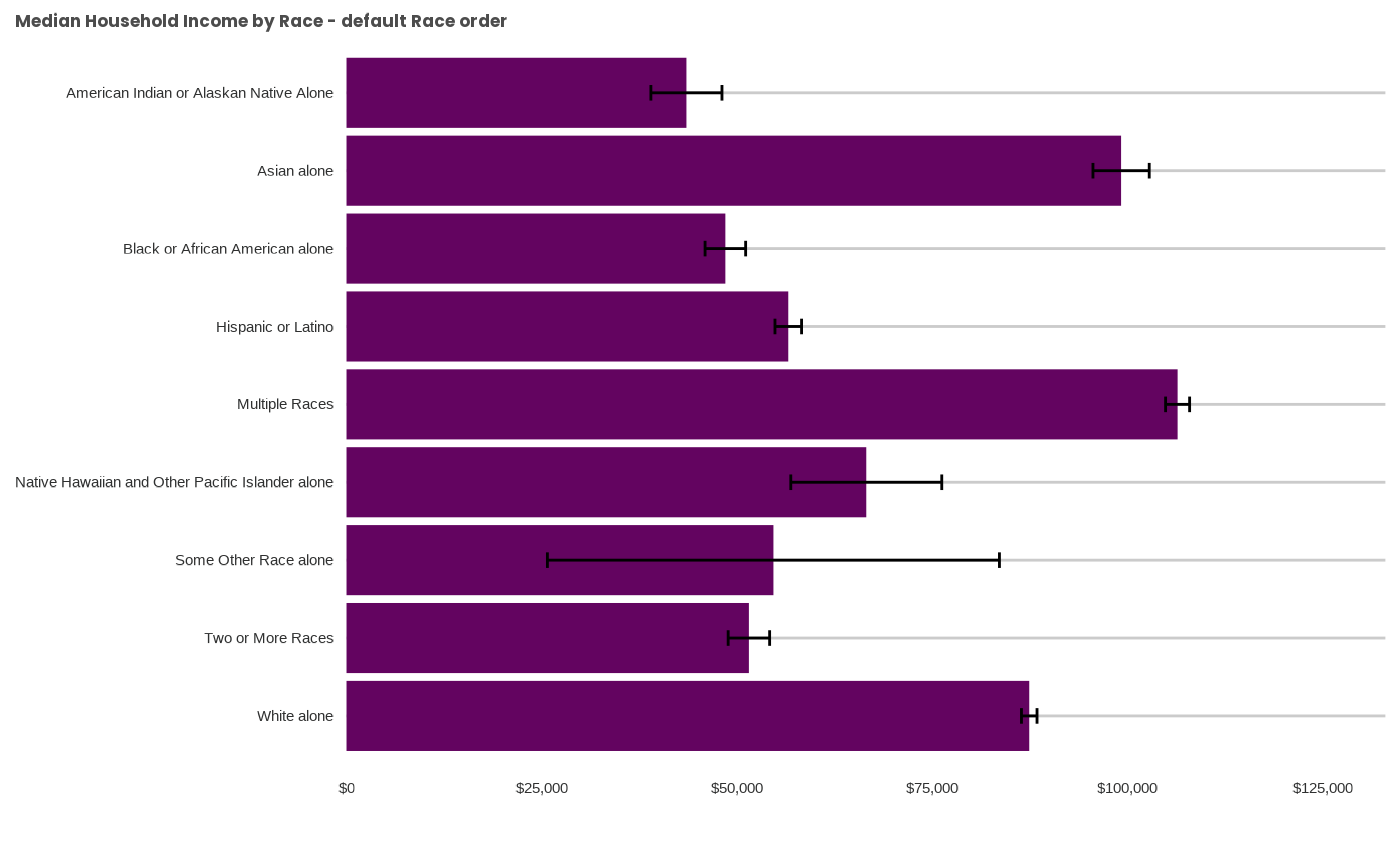 Median Household Income by Race - default Race order
American Indian or Alaskan Native Alone
Asian alone
Black or African American alone
Hispanic or Latino
Multiple Races
Native Hawaiian and Other Pacific Islander alone
Some Other Race alone
Two or More Races
White alone
$0 $25,000 $50,000 $75,000 $100,000 $125,000